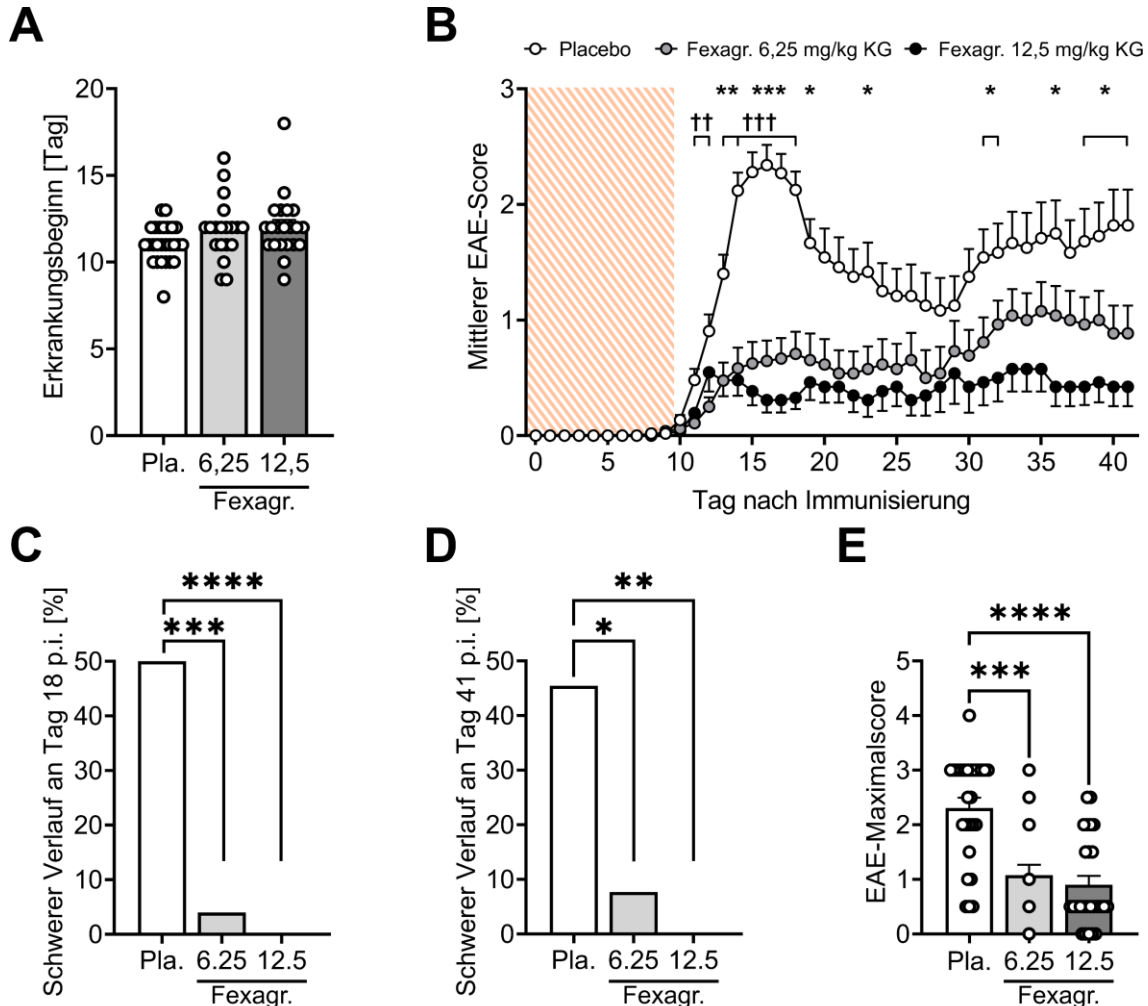 A
Erkrankungsbeginn [Tag]
20
15
10
5
0
Pla. 6,25 12,5
Fexagr.
B
Placebo Fexagr. 6,25 mg/kg KG Fexagr. 12,5 mg/kg KG
Mittlerer EAE-Score
3
2
1
0
** *** * * * * *
†† †††
0 5 10 15 20 25 30 35 40
Tag nach Immunisierung
C
Schwerer Verlauf an Tag 18 p.i. [%]
****
***
50
40
30
20
10
0
Pla. 6.25 12.5
Fexagr.
D
Schwerer Verlauf an Tag 41 p.i. [%]
**
*
50
40
30
20
10
0
Pla. 6.25 12.5
Fexagr.
E
EAE-Maximalscore
****
***
5
4
3
2
1
0
Pla. 6.25 12.5
Fexagr.